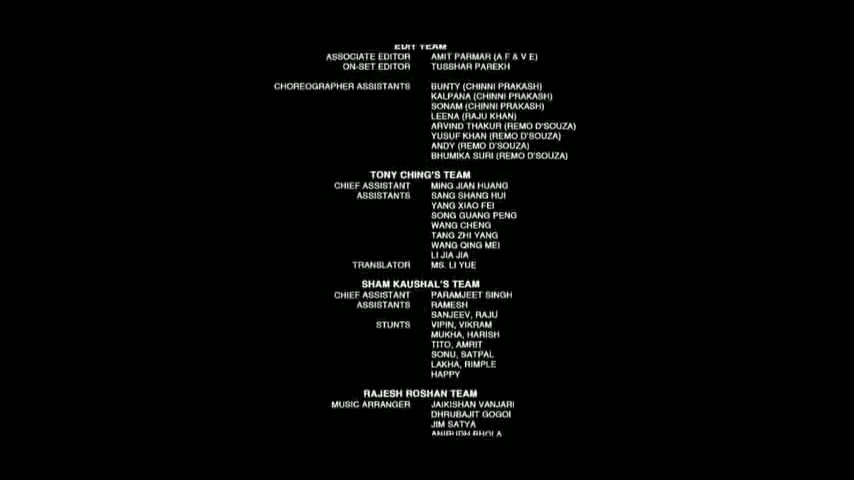 EDIT TEAM
ASSOCIATE EDITOR AMIT PARMAR (A F & V E)
ON-SET EDITOR TUSSHAR PAREKH
CHOREOGRAPHER ASSISTANTS BUNTY (CHINNI PRAKASH)
KALPANA (CHINNI PRAKASH)
SONAM (CHINNI PRAKASH)
LEENA (RAJU KHAN)
ARVIND THAKUR (REMO D'SOUZA)
YUSUF KHAN (REMO D'SOUZA)
ANDY (REMO D'SOUZA)
BHUMIKA SURI (REMO D'SOUZA)
TONY CHING'S TEAM
CHIEF ASSISTANT MING JIAN HUANG
ASSISTANTS SANG SHANG HUI
YANG XIAO FEI
SONG GUANG PENG
WANG CHENG
TANG ZHI YANG
WANG QING MEI
LI JIA JIA
TRANSLATOR MS. LI YUE
SHAM KAUSHAL'S TEAM
CHIEF ASSISTANT PARAMJEET SINGH
ASSISTANTS RAMESH
SANJEEV, RAJU
STUNTS VIPIN, VIKRAM
MUKHA, HARISH
TITO, AMRIT
SONU, SATPAL
LAKHA, RIMPLE
HAPPY
RAJESH ROSHAN TEAM
MUSIC ARRANGER JAIKISHAN VANJARI
DHRUBAJIT GOGOI
JIM SATYA
ANIRUDH BHOLA